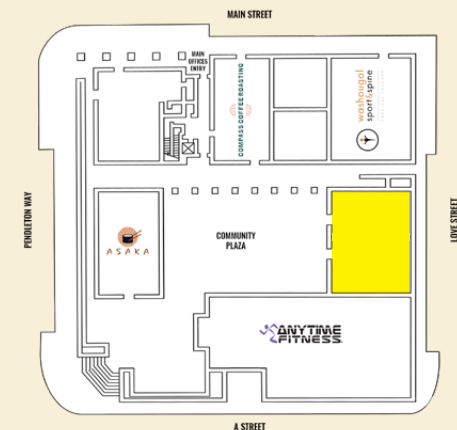 MAIN STREET
MAIN
OFFICES
ENTRY
COMPASS COFFEE ROASTING
washougal
sport&spine
PENDLETON WAY
LOVE STREET
ASAKA
COMMUNITY
PLAZA
ANYTIME
FITNESS
A STREET